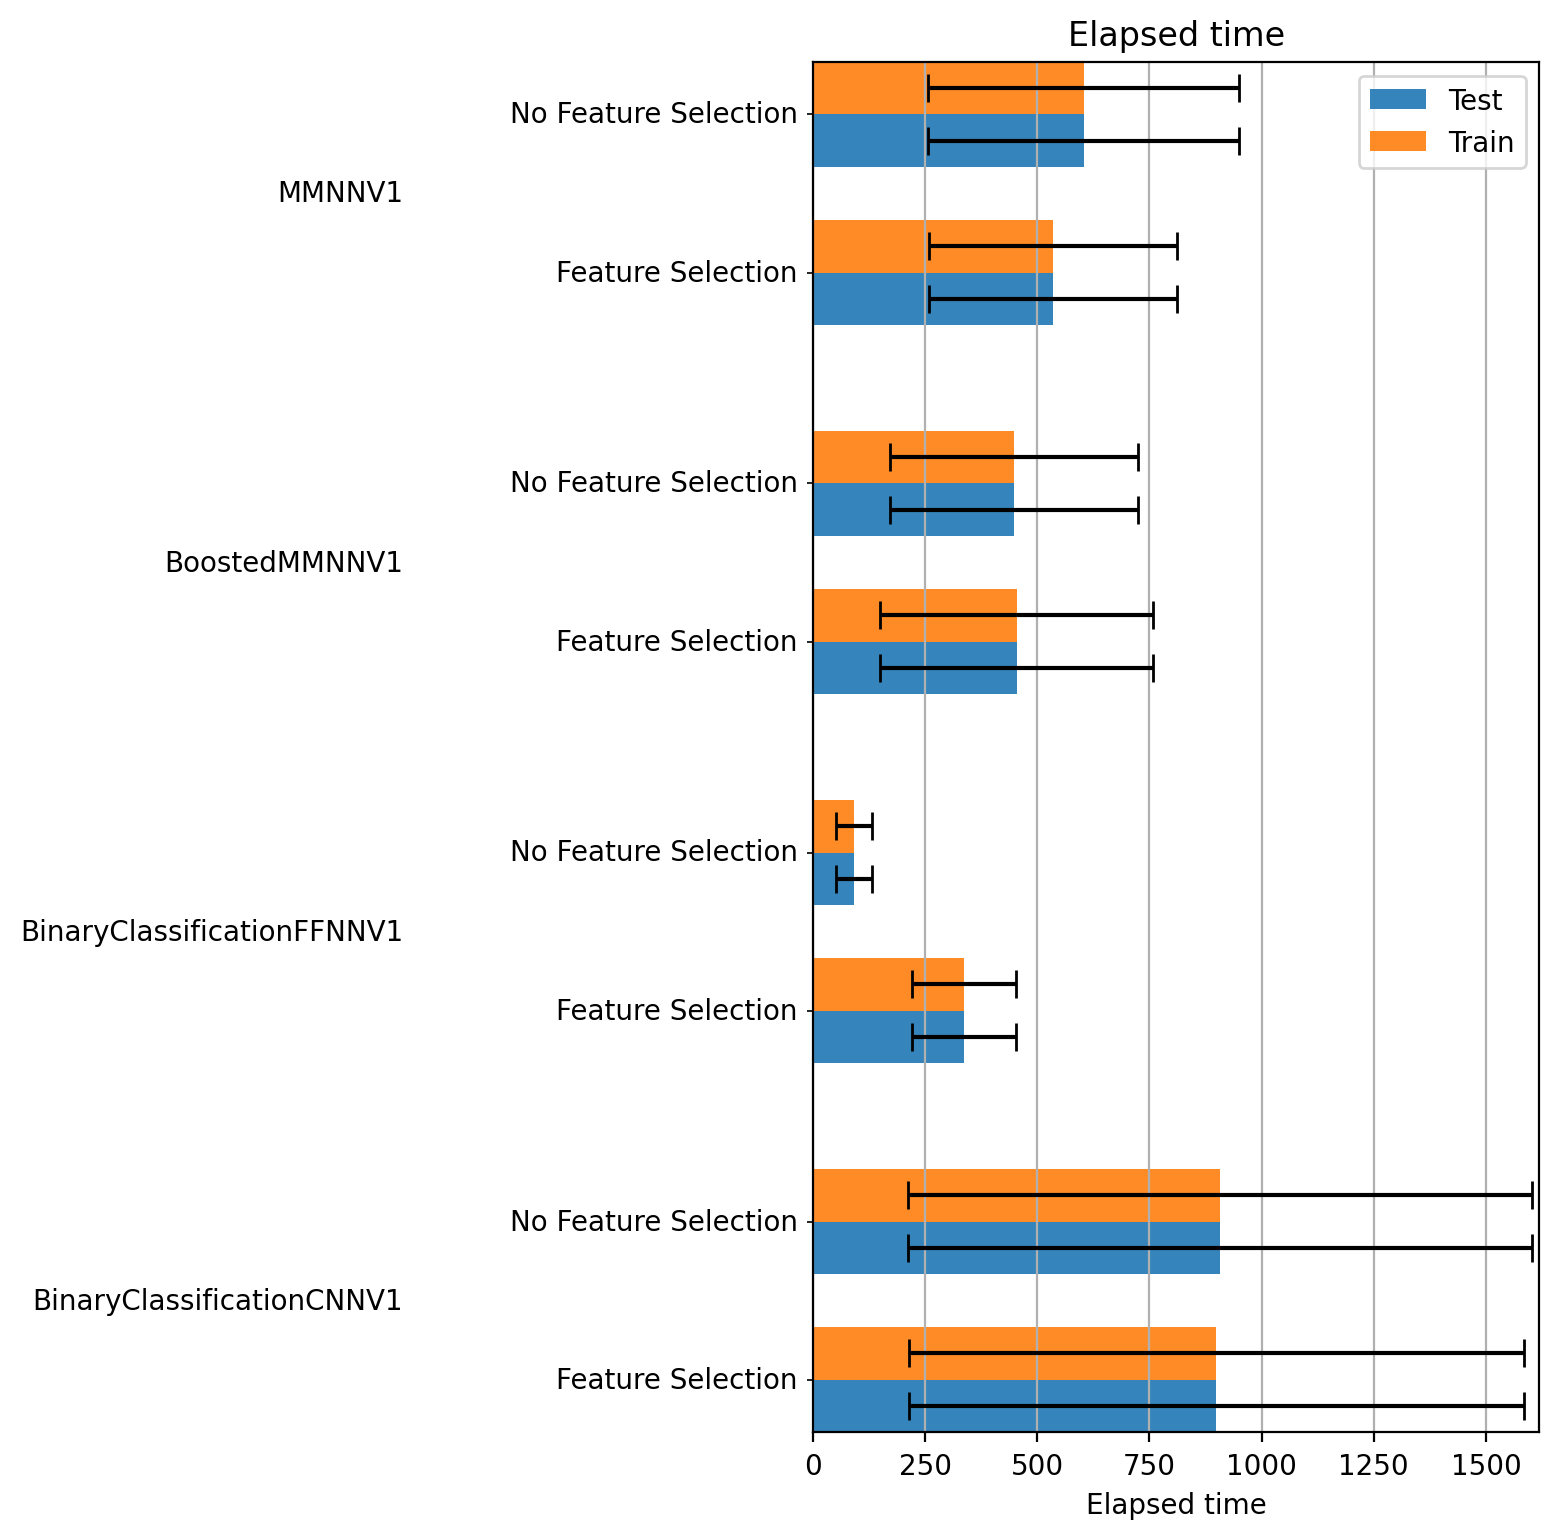 Elapsed time
Test
Train
No Feature Selection
MMNNV1
Feature Selection
No Feature Selection
BoostedMMNNV1
Feature Selection
No Feature Selection
BinaryClassificationFFNNV1
Feature Selection
No Feature Selection
BinaryClassificationCNNV1
Feature Selection
0 250 500 750 1000 1250 1500
Elapsed time